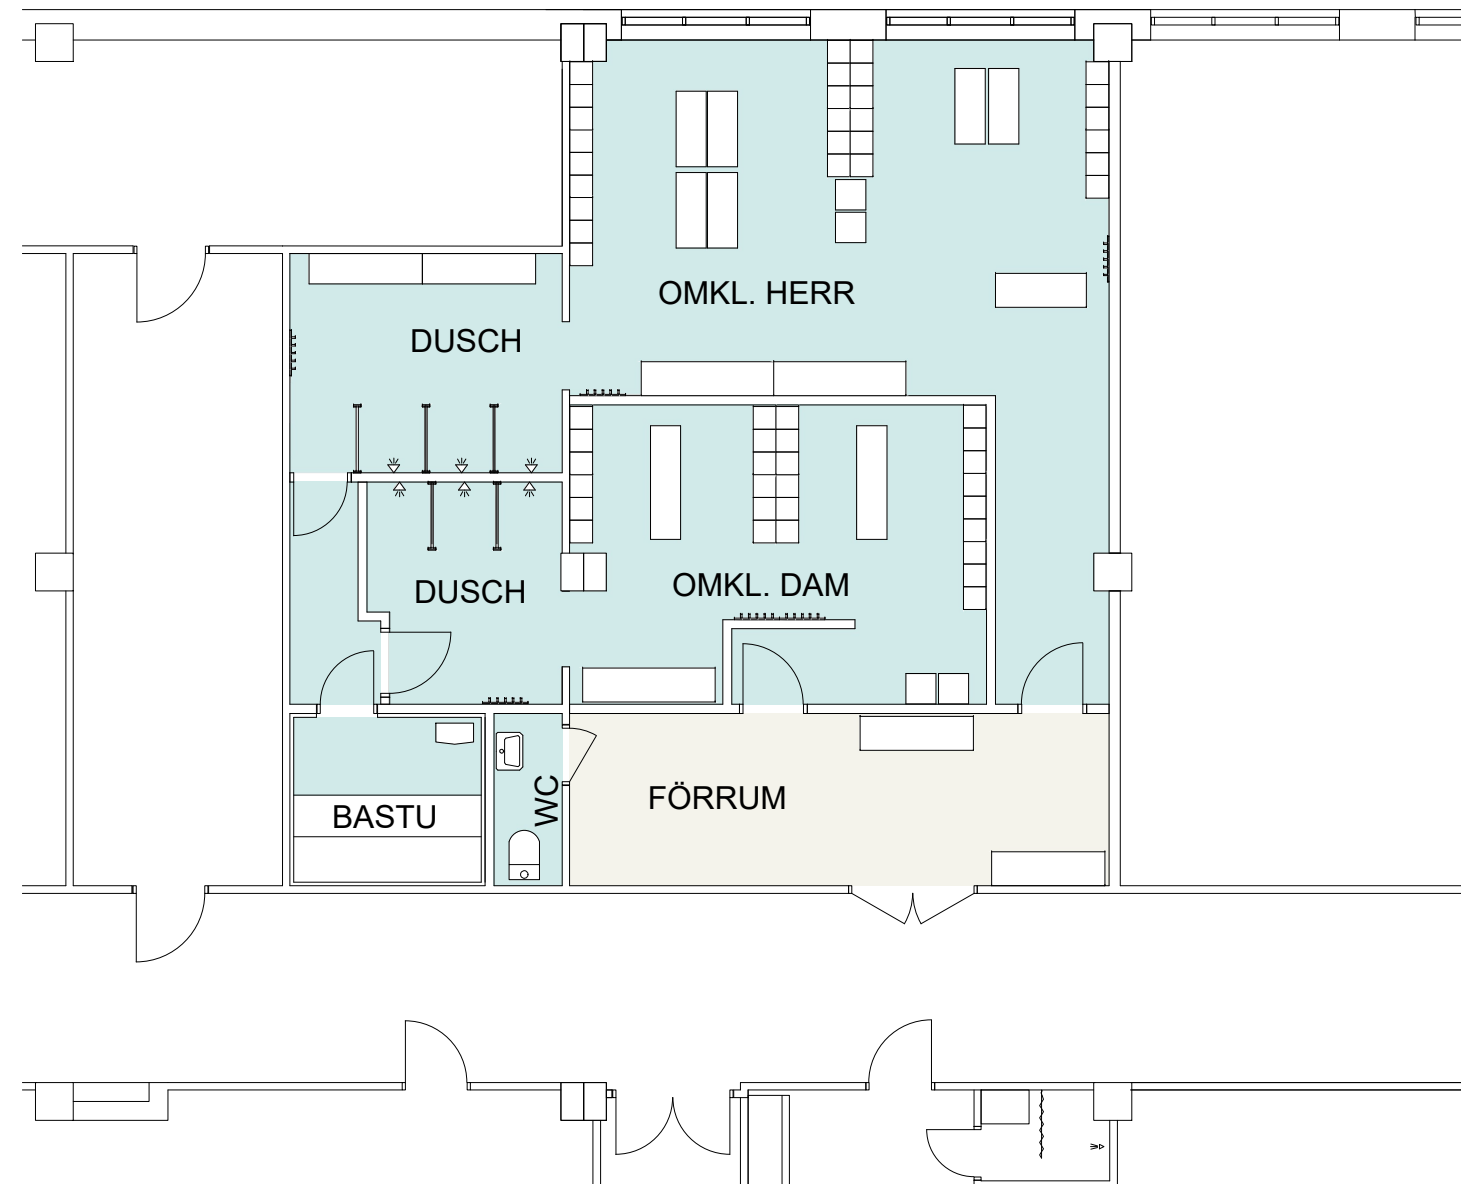 OMKL. HERR
DUSCH
DUSCH
OMKL. DAM
FÖRRUM
WC
BASTU